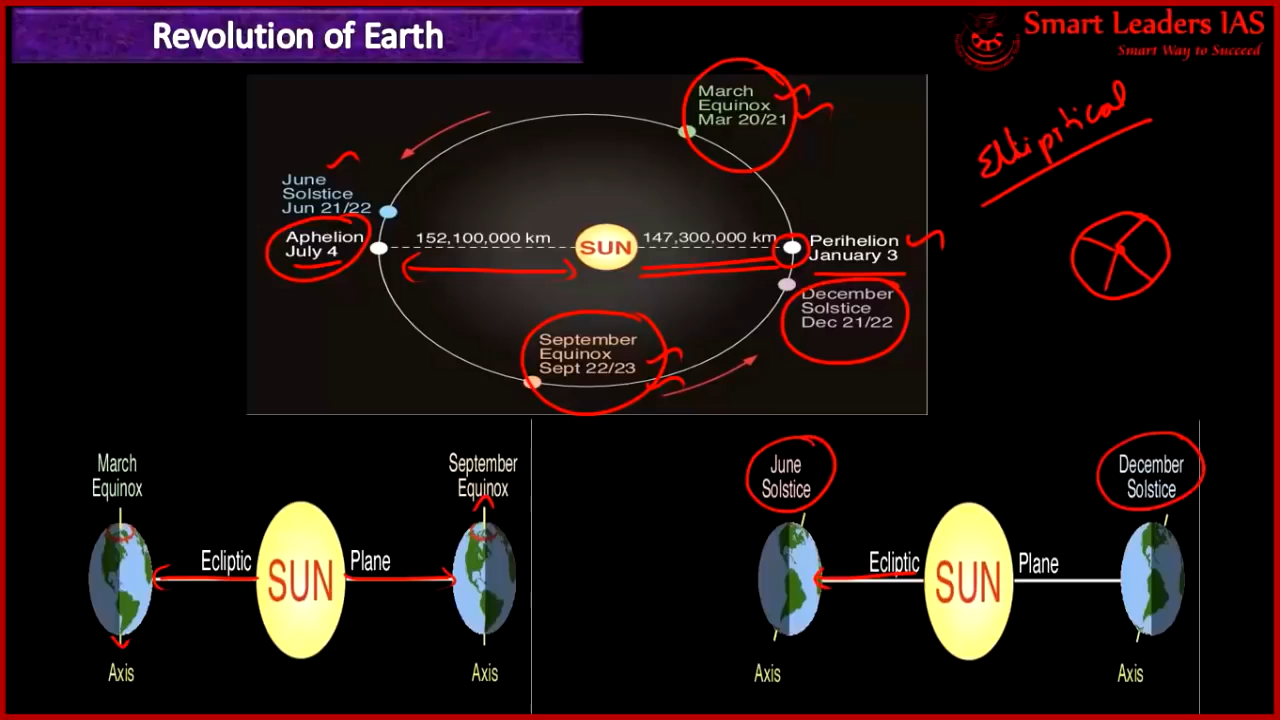 Revolution of Earth
Smart Leaders IAS
Smart Way to Succeed
March
Equinox
Mar 20/21
Elliptical
June
Solstice
Jun 21/22
Aphelion
July 4
152,100,000 km
SUN
147,300,000 km
Perihelion
January 3
December
Solstice
Dec 21/22
September
Equinox
Sept 22/23
March
Equinox
September
Equinox
Ecliptic
SUN
Plane
Axis
Axis
June
Solstice
December
Solstice
Ecliptic
SUN
Plane
Axis
Axis